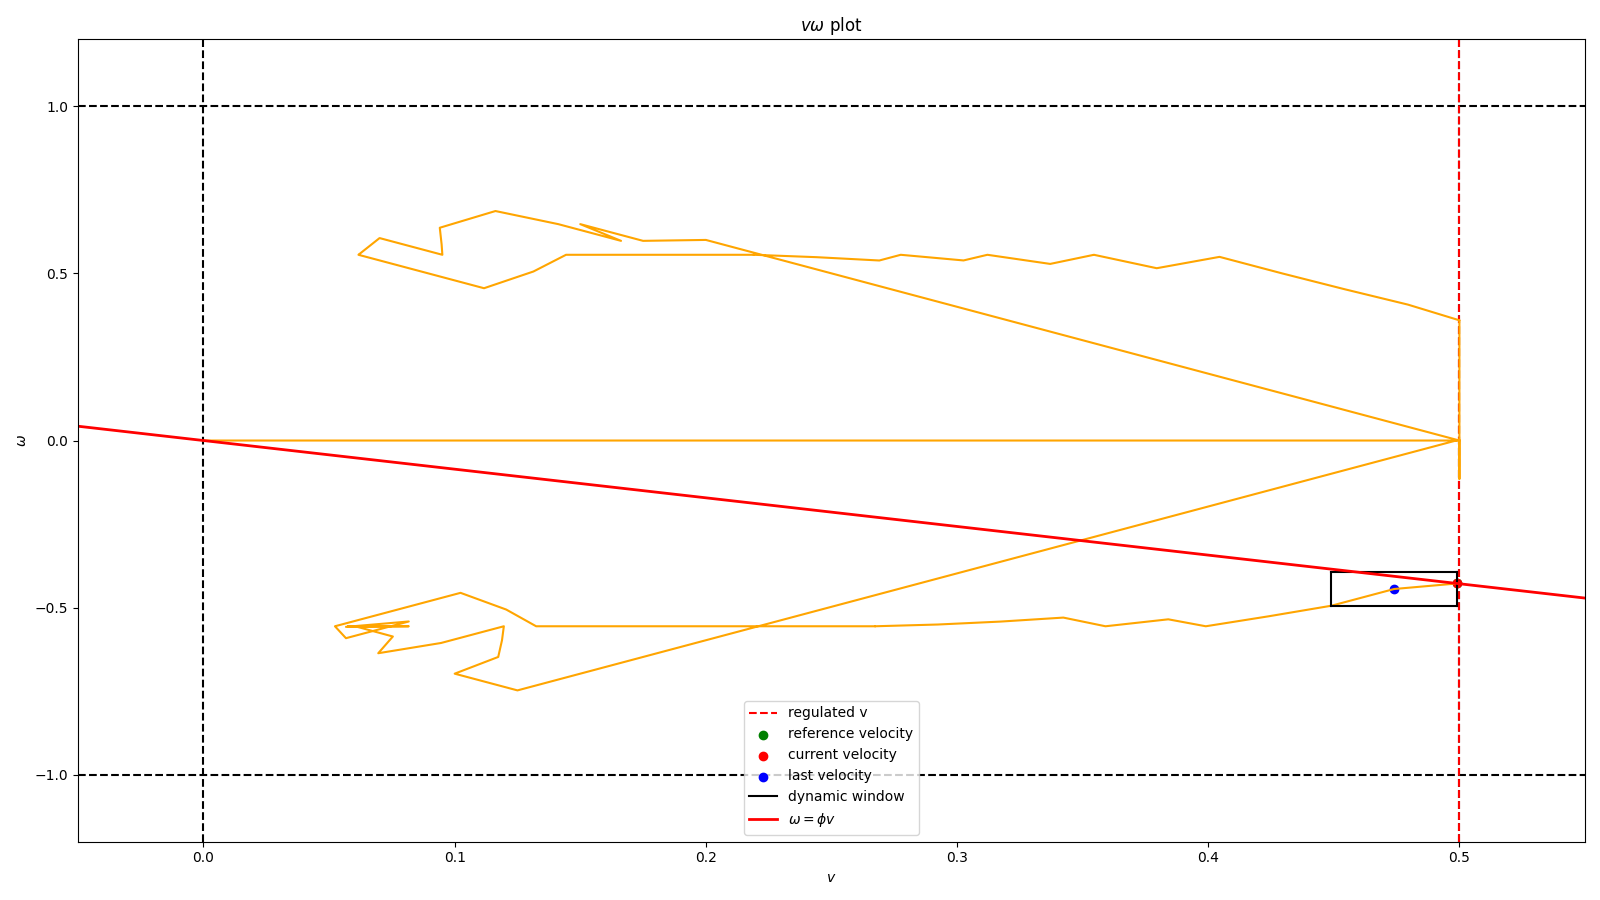 vω plot
1.0
0.5
0.0
−0.5
−1.0
ω
0.0 0.1 0.2 0.3 0.4 0.5
v
regulated v
reference velocity
current velocity
last velocity
dynamic window
ω = ϕv